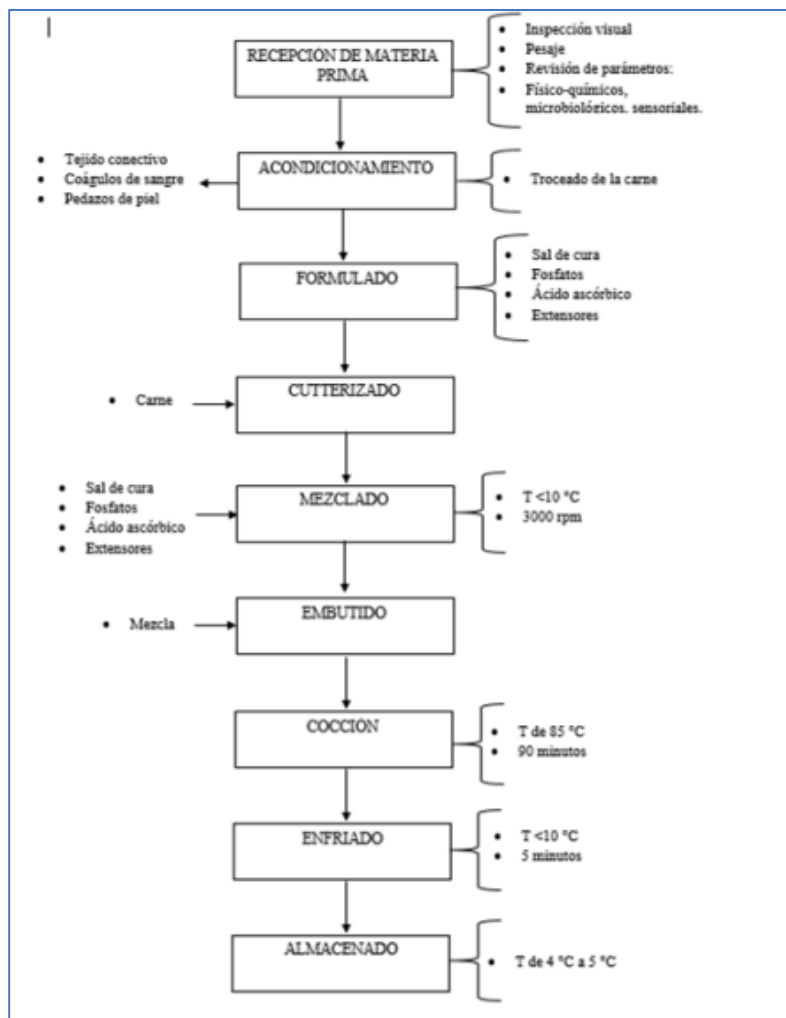 RECEPCIÓN DE MATERIA
PRIMA
Inspección visual
Pesaje
Revisión de parámetros:
Físico-químicos,
microbiológicos. sensoriales.
Tejido conectivo
Coágulos de sangre
Pedazos de piel
ACONDICIONAMIENTO
Troceado de la carne
FORMULADO
Sal de cura
Fosfatos
Ácido ascórbico
Extensores
Carne
CUTTERIZADO
Sal de cura
Fosfatos
Ácido ascórbico
Extensores
MEZCLADO
T <10 °C
3000 rpm
Mezcla
EMBUTIDO
COCCIÓN
T de 85 °C
90 minutos
ENFRIADO
T <10 °C
5 minutos
ALMACENADO
T de 4 °C a 5 °C